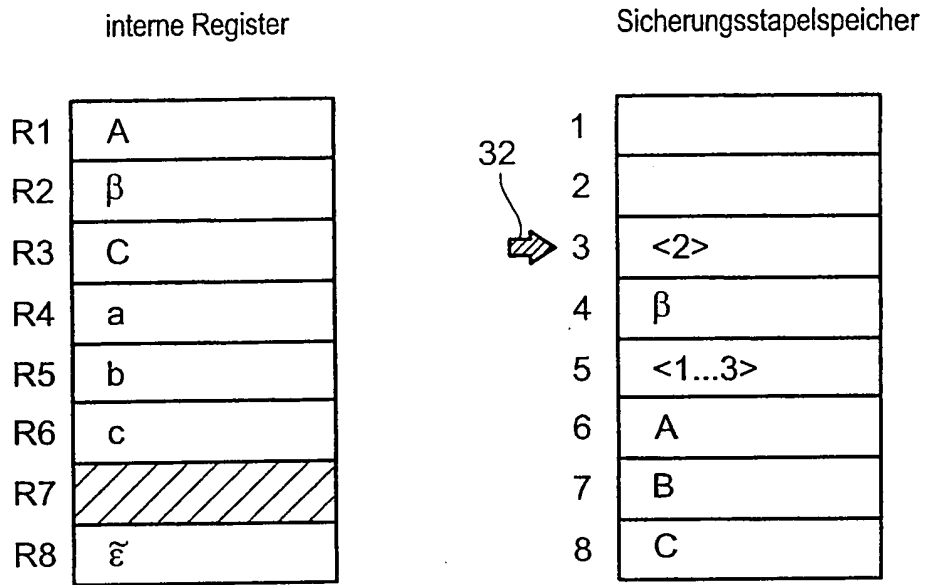 interne Register
Sicherungsstapelspeicher
R1 A
R2 β
R3 C
R4 a
R5 b
R6 c
R7
R8 ε̃
32
1
2
3 <2>
4 β
5 <1...3>
6 A
7 B
8 C